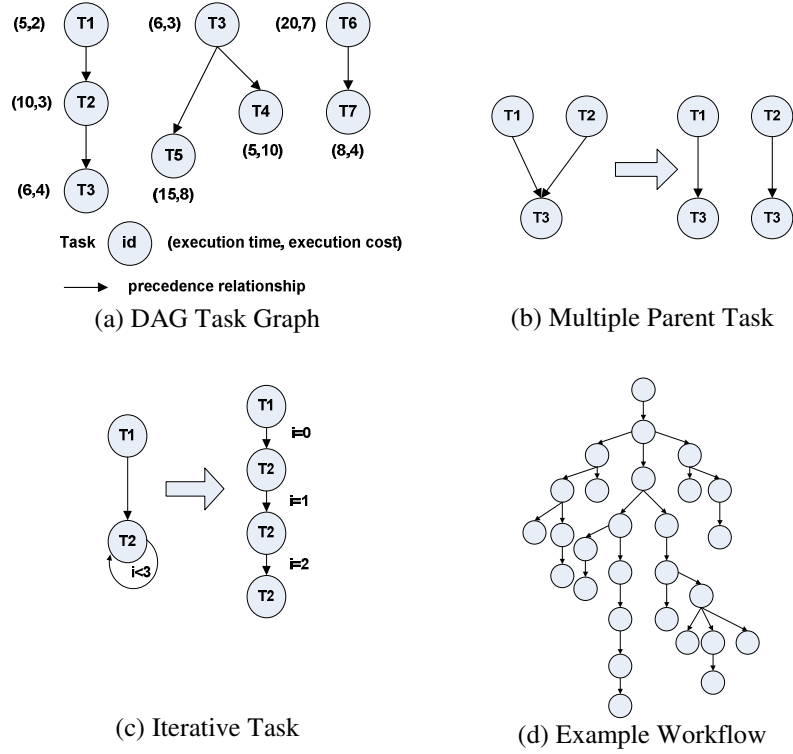 (5,2) T1 (6,3) T3 (20,7) T6
(10,3) T2 T4 T7
T5 (5,10) (8,4)
(6,4) T3 (15,8)
Task id (execution time, execution cost)
precedence relationship
(a) DAG Task Graph
T1 T2 T1 T2
T3 T3 T3
(b) Multiple Parent Task
T1 T1
i=0
T2
i=1
T2 T2
i<3 i=2
T2
(c) Iterative Task
(d) Example Workflow